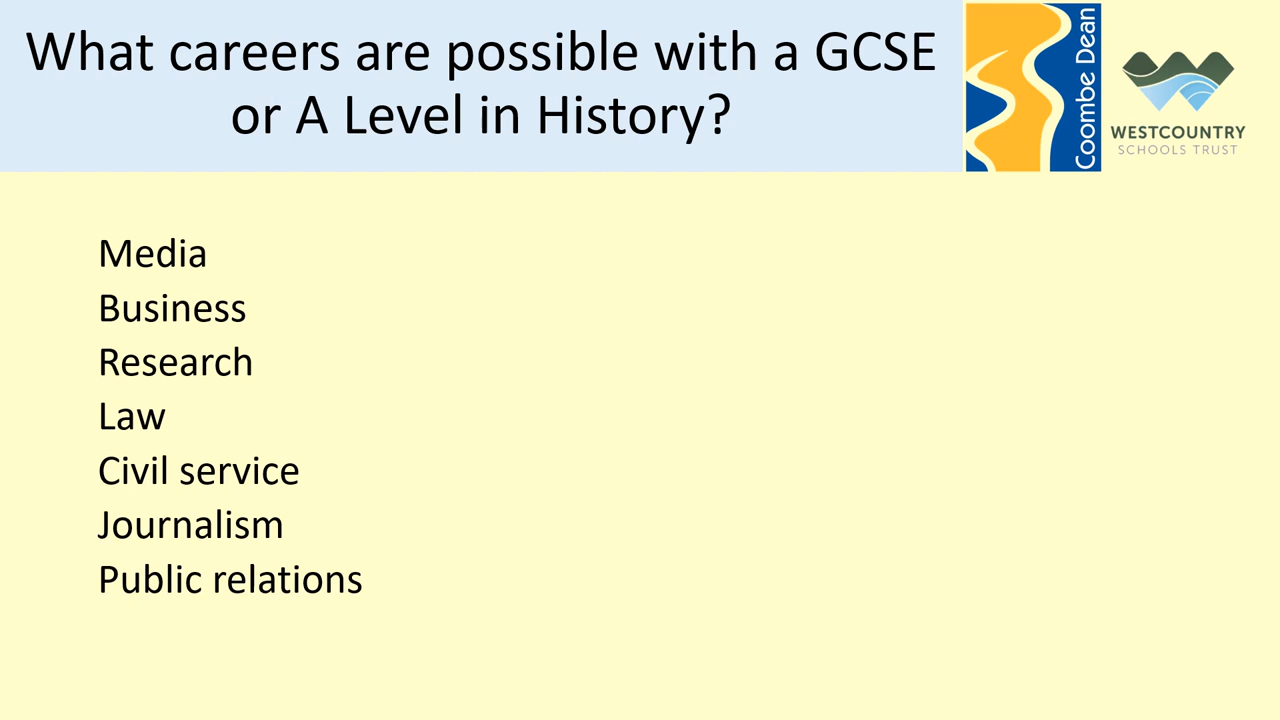 What careers are possible with a GCSE
or A Level in History?
Coombe Dean
WESTCOUNTRY
SCHOOLS TRUST
Media
Business
Research
Law
Civil service
Journalism
Public relations